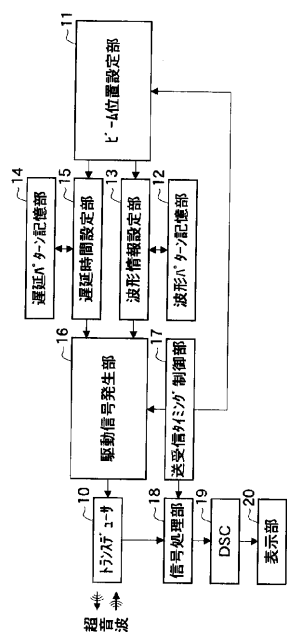 11
ビーム位置設定部
14
遅延パターン記憶部
15
遅延時間設定部
13
波形情報設定部
12
波形パターン記憶部
16
駆動信号発生部
17
送受信タイミング制御部
10
トランスデューサ
18
信号処理部
19
DSC
20
表示部
超音波